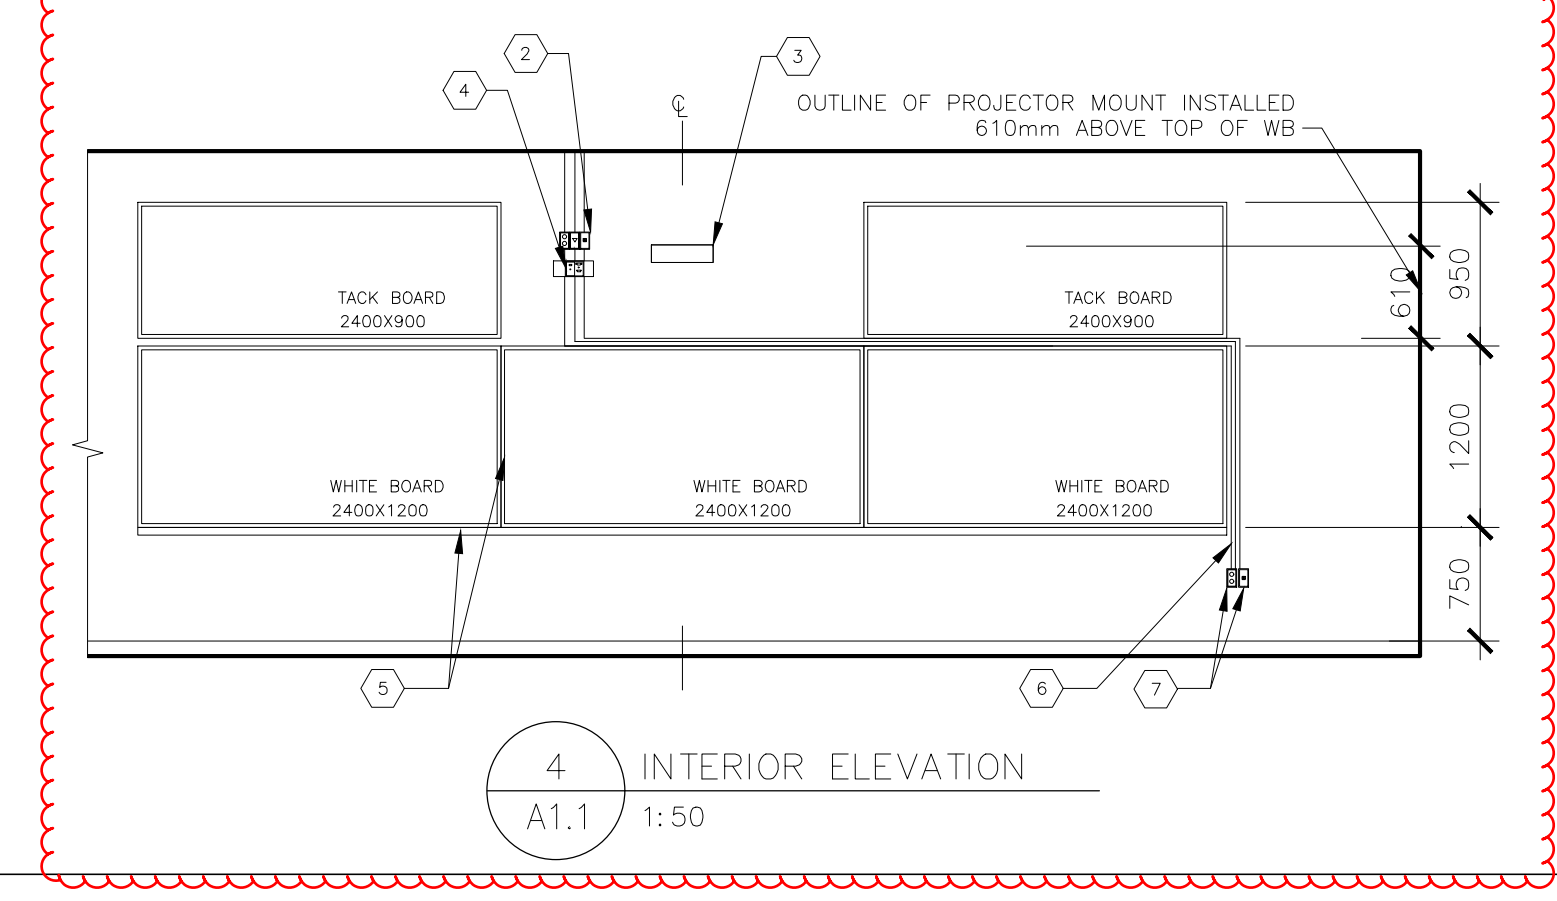 2
3
4
℄
OUTLINE OF PROJECTOR MOUNT INSTALLED
610mm ABOVE TOP OF WB
TACK BOARD
2400X900
TACK BOARD
2400X900
610
950
WHITE BOARD
2400X1200
WHITE BOARD
2400X1200
WHITE BOARD
2400X1200
1200
750
5
6
7
4
INTERIOR ELEVATION
A1.1
1:50